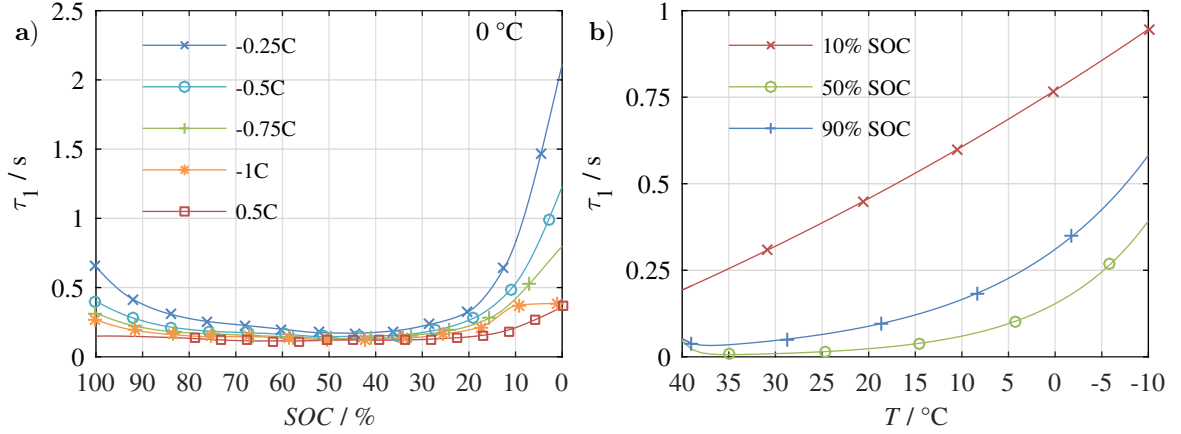 a)
0 °C
-0.25C
-0.5C
-0.75C
-1C
0.5C
2.5
2
1.5
1
0.5
0
τ1 / s
100 90 80 70 60 50 40 30 20 10 0
SOC / %
b)
10% SOC
50% SOC
90% SOC
1
0.75
0.5
0.25
0
τ1 / s
40 35 30 25 20 15 10 5 0 -5 -10
T / °C